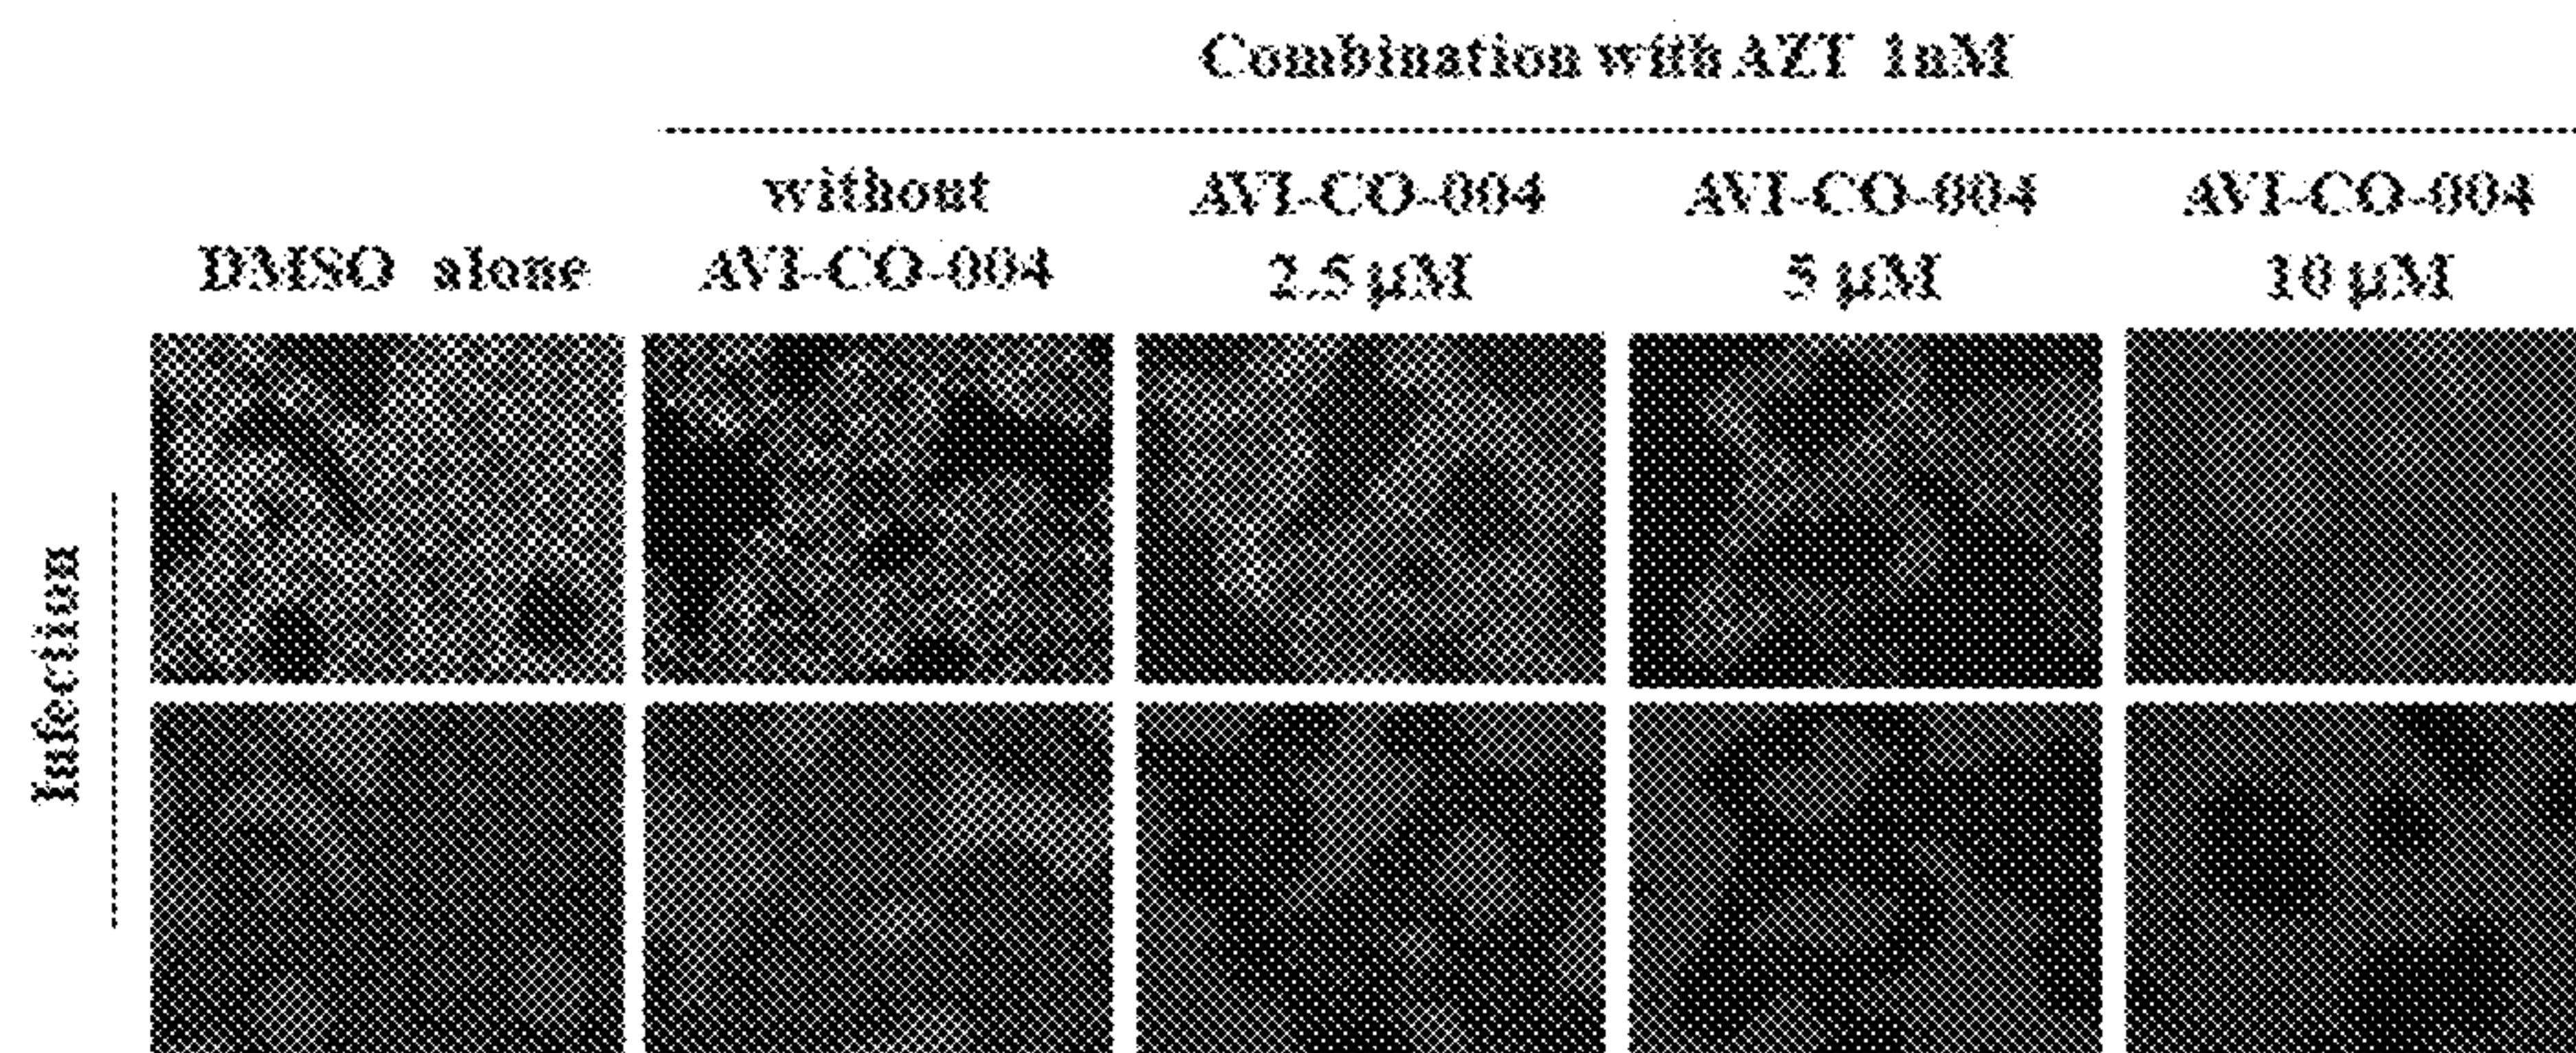 Combination with AZT 1nM
without AVI-CO-004 AVI-CO-004 AVI-CO-004
DMSO alone AVI-CO-004 2.5 µM 5 µM 10 µM
Infection